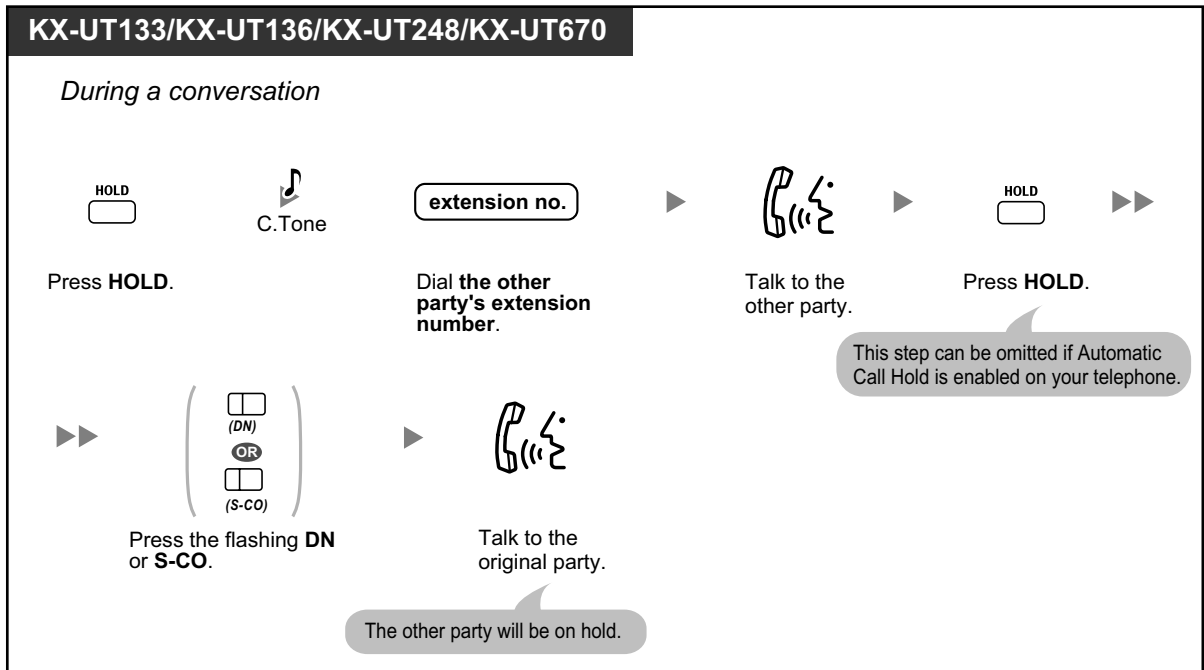 KX-UT133/KX-UT136/KX-UT248/KX-UT670
During a conversation
HOLD
C.Tone
extension no.
HOLD
Press HOLD.
Dial the other
party's extension
number.
Talk to the
other party.
Press HOLD.
This step can be omitted if Automatic
Call Hold is enabled on your telephone.
(DN)
OR
(S-CO)
Press the flashing DN
or S-CO.
Talk to the
original party.
The other party will be on hold.